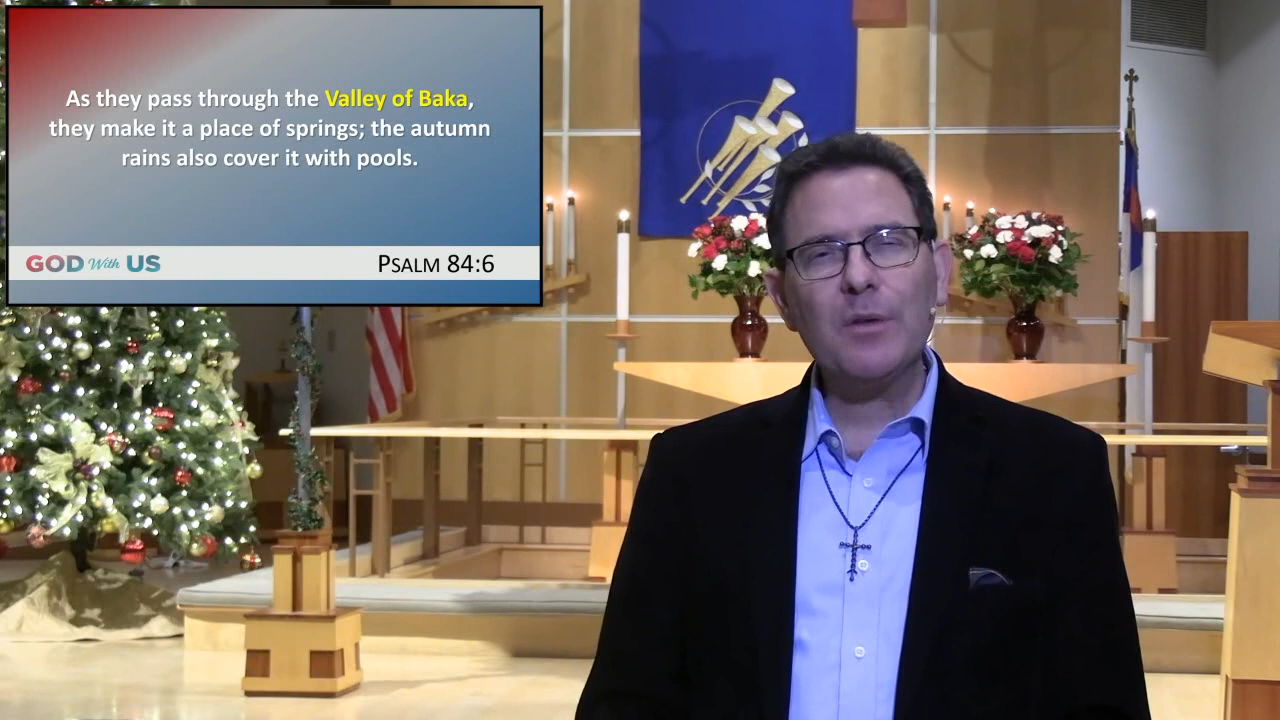 As they pass through the Valley of Baka,
they make it a place of springs; the autumn
rains also cover it with pools.
GOD With US
PSALM 84:6